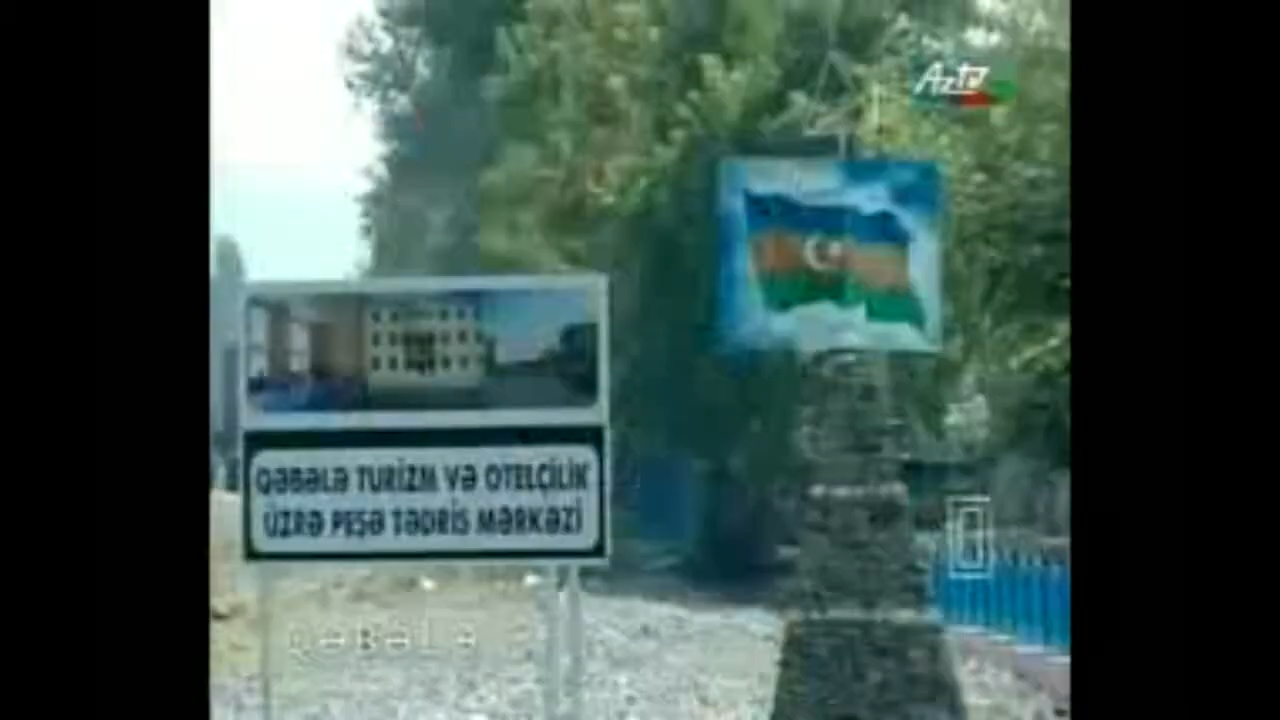 AzTV
QƏBƏLƏ TURİZM VƏ OTELÇİLİK
ÜZRƏ PEŞƏ TƏDRİS MƏRKƏZİ
QƏBƏLƏ